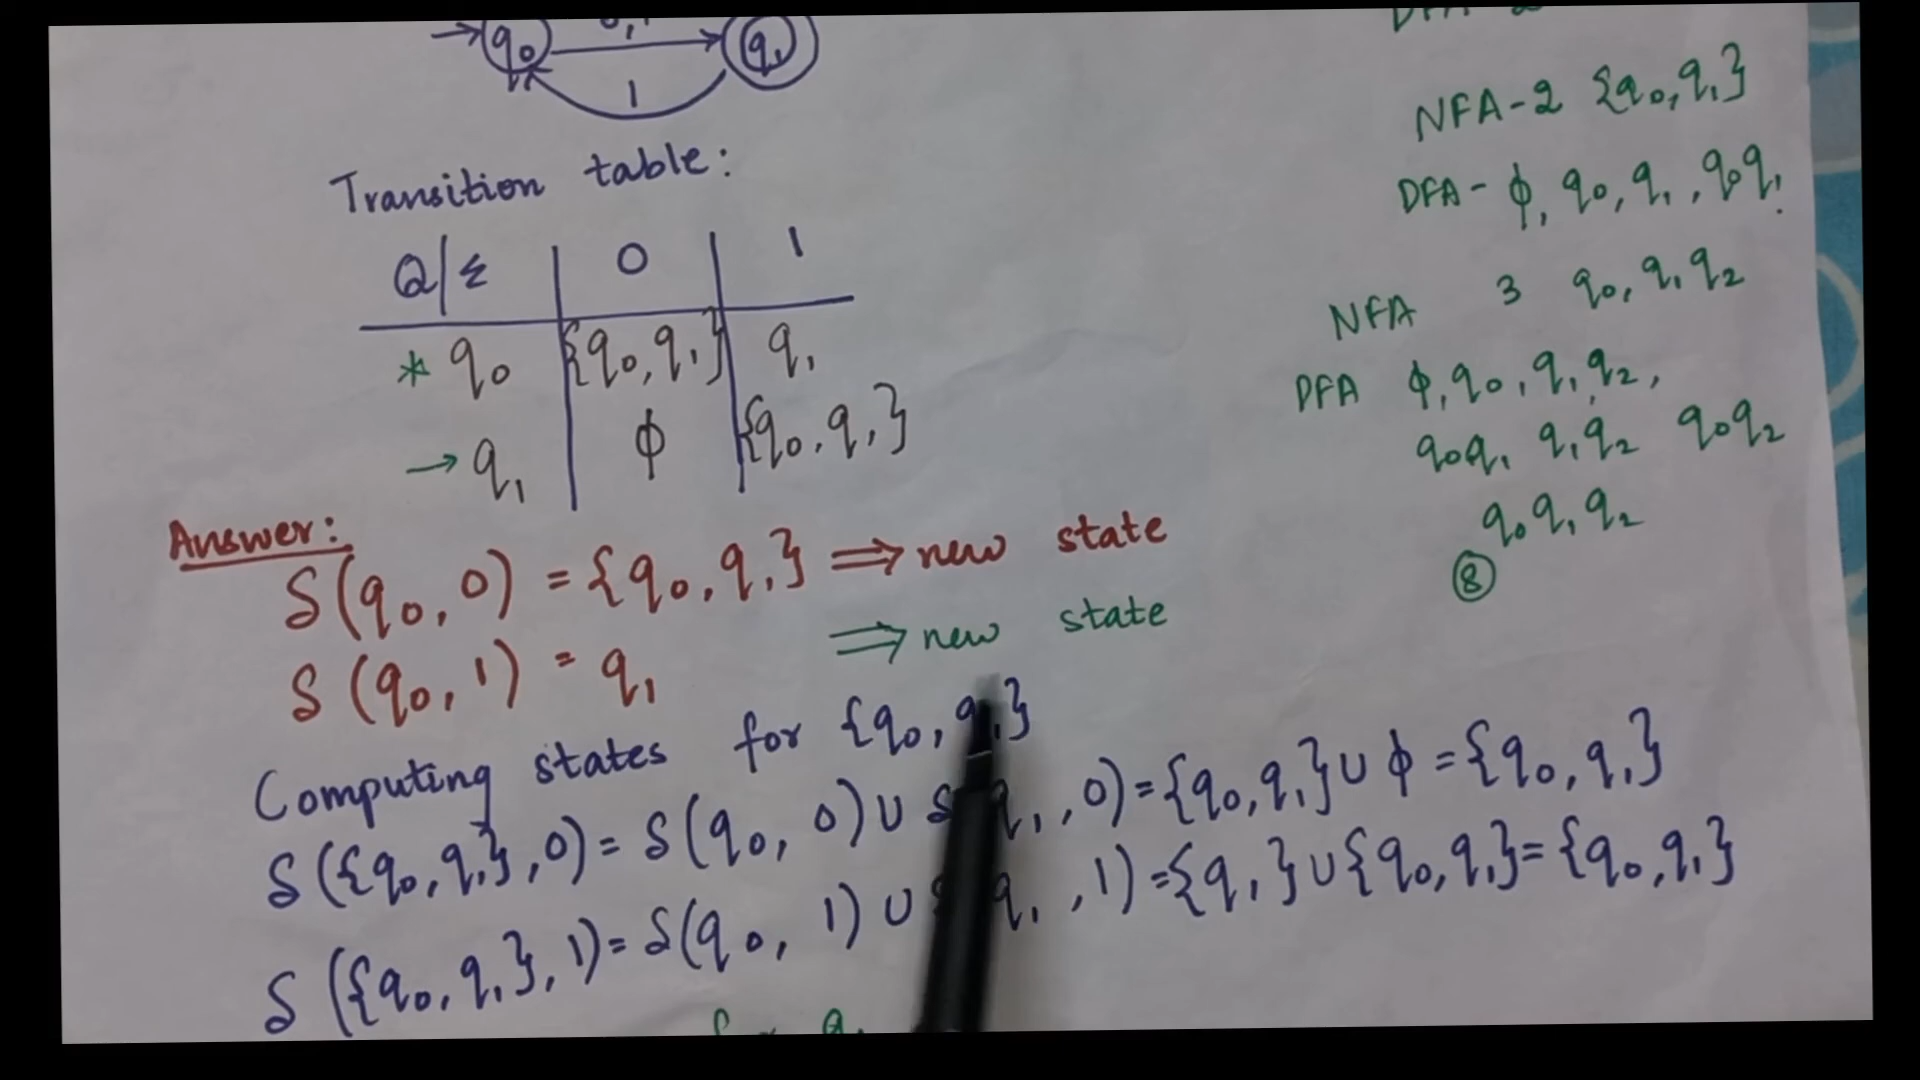 q0 q1
1
Transition table:
Q/Σ 0 1
* q0 {q0, q1} q1
→ q1 ϕ {q0, q1}
Answer:
δ(q0, 0) = {q0, q1} ⇒ new state
δ(q0, 1) = q1 ⇒ new state
Computing states for {q0, q1}
δ({q0, q1}, 0) = δ(q0, 0) ∪ δ(q1, 0) = {q0, q1} ∪ ϕ = {q0, q1}
δ({q0, q1}, 1) = δ(q0, 1) ∪ δ(q1, 1) = {q1} ∪ {q0, q1} = {q0, q1}
NFA-2 {q0, q1}
DFA- ϕ, q0, q1, q0q1.
NFA 3 q0, q1 q2
DFA ϕ, q0, q1, q2,
q0q1 q1q2 q0q2
q0q1q2
8